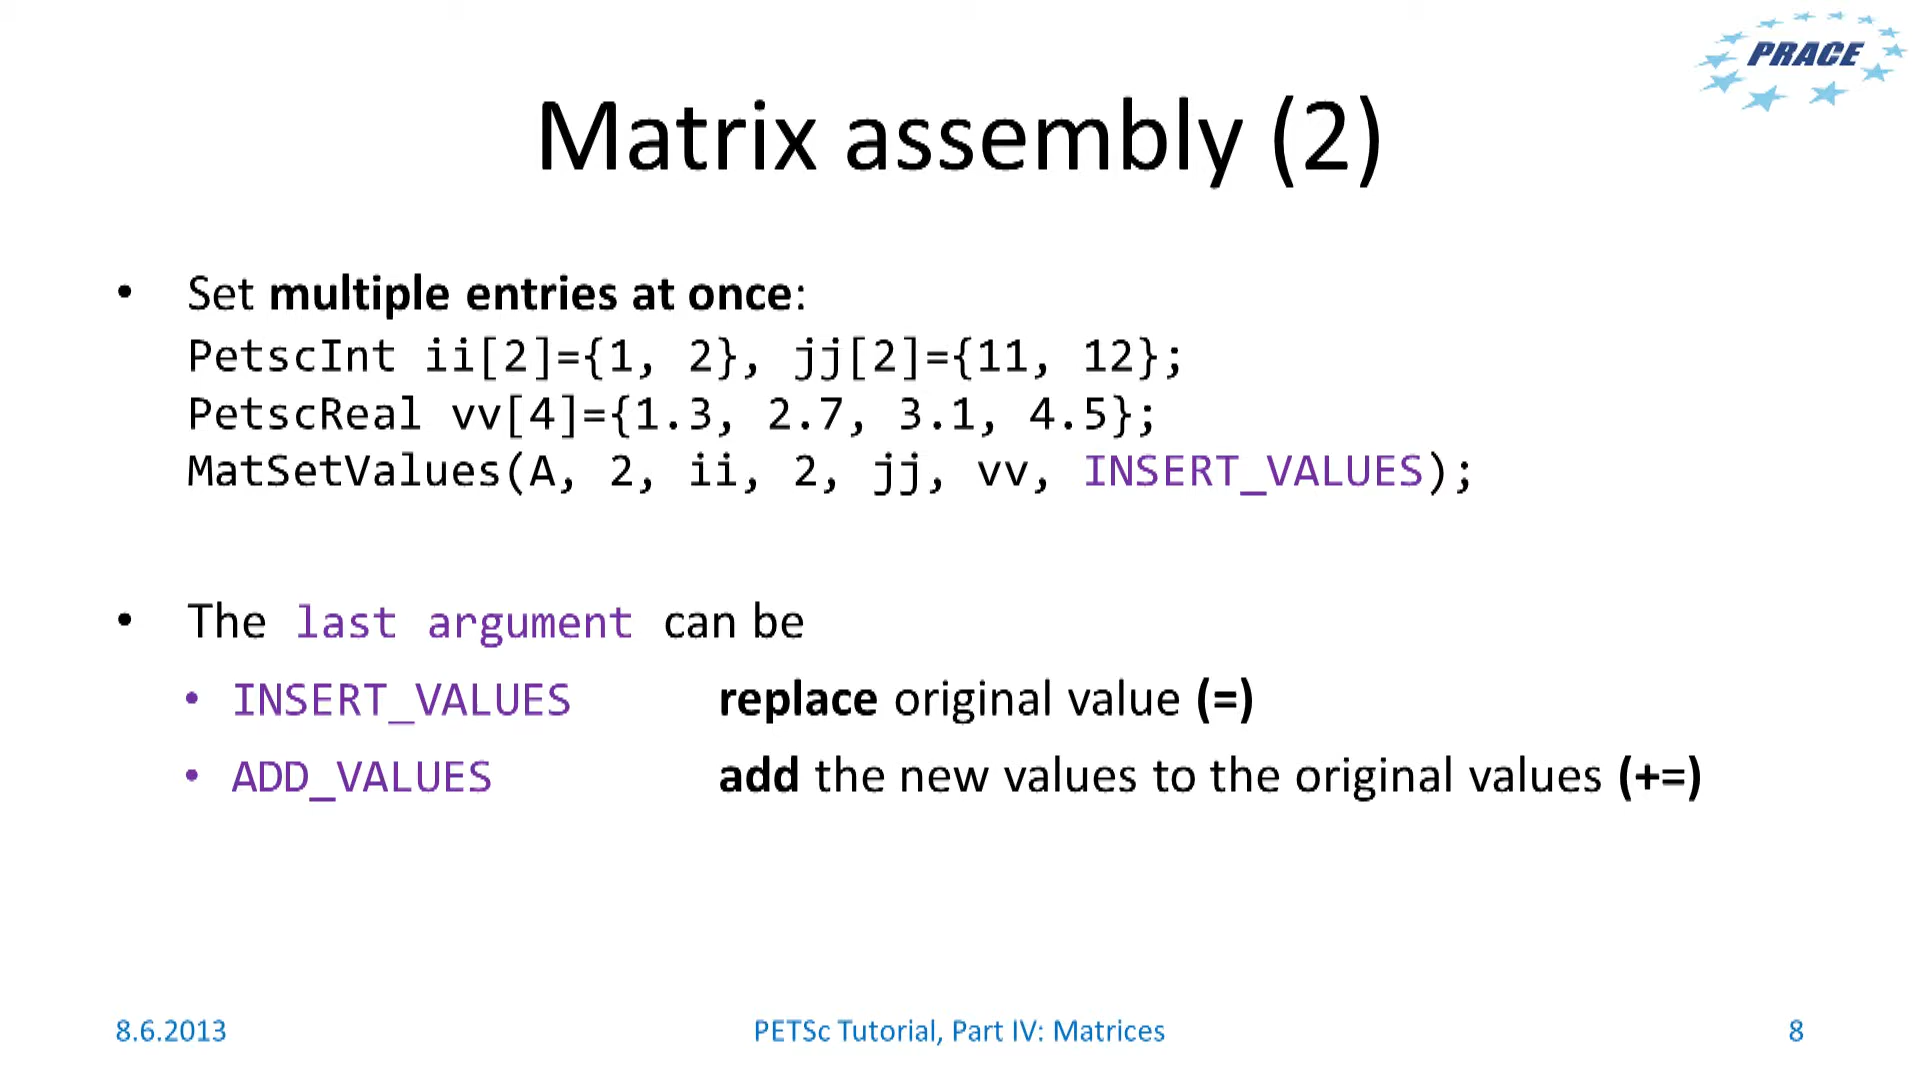 PRACE
Matrix assembly (2)
• Set multiple entries at once:
PetscInt ii[2]={1, 2}, jj[2]={11, 12};
PetscReal vv[4]={1.3, 2.7, 3.1, 4.5};
MatSetValues(A, 2, ii, 2, jj, vv, INSERT_VALUES);
• The last argument can be
• INSERT_VALUES replace original value (=)
• ADD_VALUES add the new values to the original values (+=)
8.6.2013 PETSc Tutorial, Part IV: Matrices 8